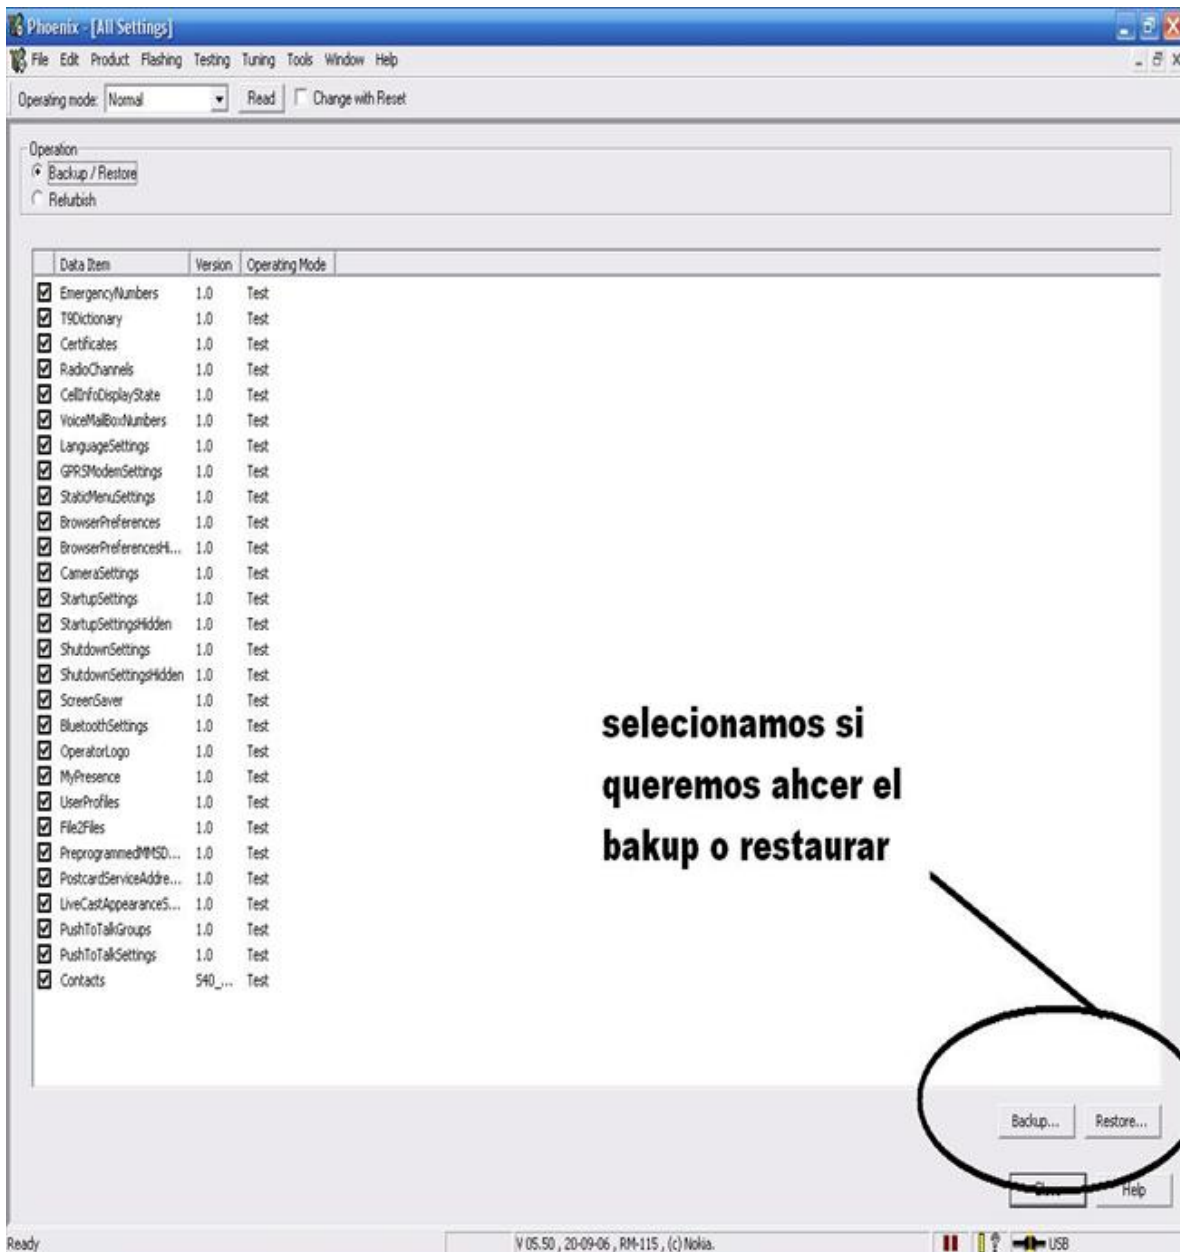 Phoenix - [All Settings]
File Edit Product Flashing Testing Tuning Tools Window Help
Operating mode: Normal Read Change with Reset
Operation
Backup / Restore
Refurbish
Data Item Version Operating Mode
EmergencyNumbers 1.0 Test
T9Dictionary 1.0 Test
Certificates 1.0 Test
RadioChannels 1.0 Test
CellInfoDisplayState 1.0 Test
VoiceMailBoxNumbers 1.0 Test
LanguageSettings 1.0 Test
GPRSModemSettings 1.0 Test
StaticMenuSettings 1.0 Test
BrowserPreferences 1.0 Test
BrowserPreferencesHi... 1.0 Test
CameraSettings 1.0 Test
StartupSettings 1.0 Test
StartupSettingsHidden 1.0 Test
ShutdownSettings 1.0 Test
ShutdownSettingsHidden 1.0 Test
ScreenSaver 1.0 Test
BluetoothSettings 1.0 Test
OperatorLogo 1.0 Test
MyPresence 1.0 Test
UserProfiles 1.0 Test
File2Files 1.0 Test
PreprogrammedMMSD... 1.0 Test
PostcardServiceAddre... 1.0 Test
LiveCastAppearanceS... 1.0 Test
PushToTalkGroups 1.0 Test
PushToTalkSettings 1.0 Test
Contacts S40_... Test
selecionamos si
queremos ahcer el
bakup o restaurar
Backup... Restore...
Close Help
Ready V 05.50 , 20-09-06 , RM-115 , (c) Nokia. USB